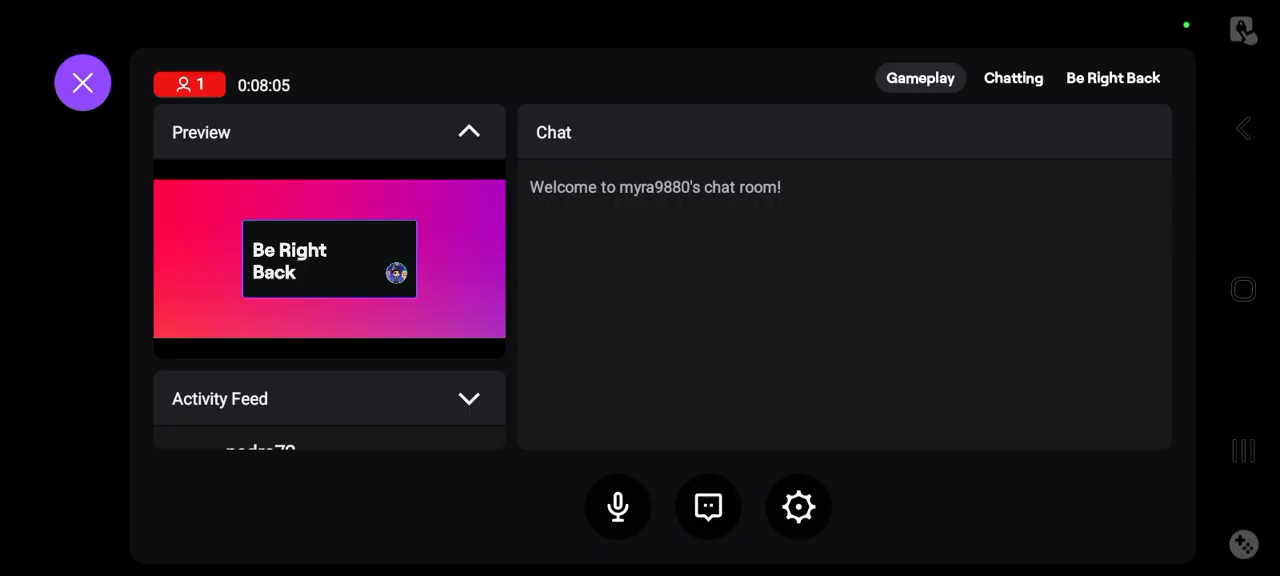 1 0:08:05 Gameplay Chatting Be Right Back
Preview
Chat
Welcome to myra9880's chat room!
Be Right
Back
Activity Feed